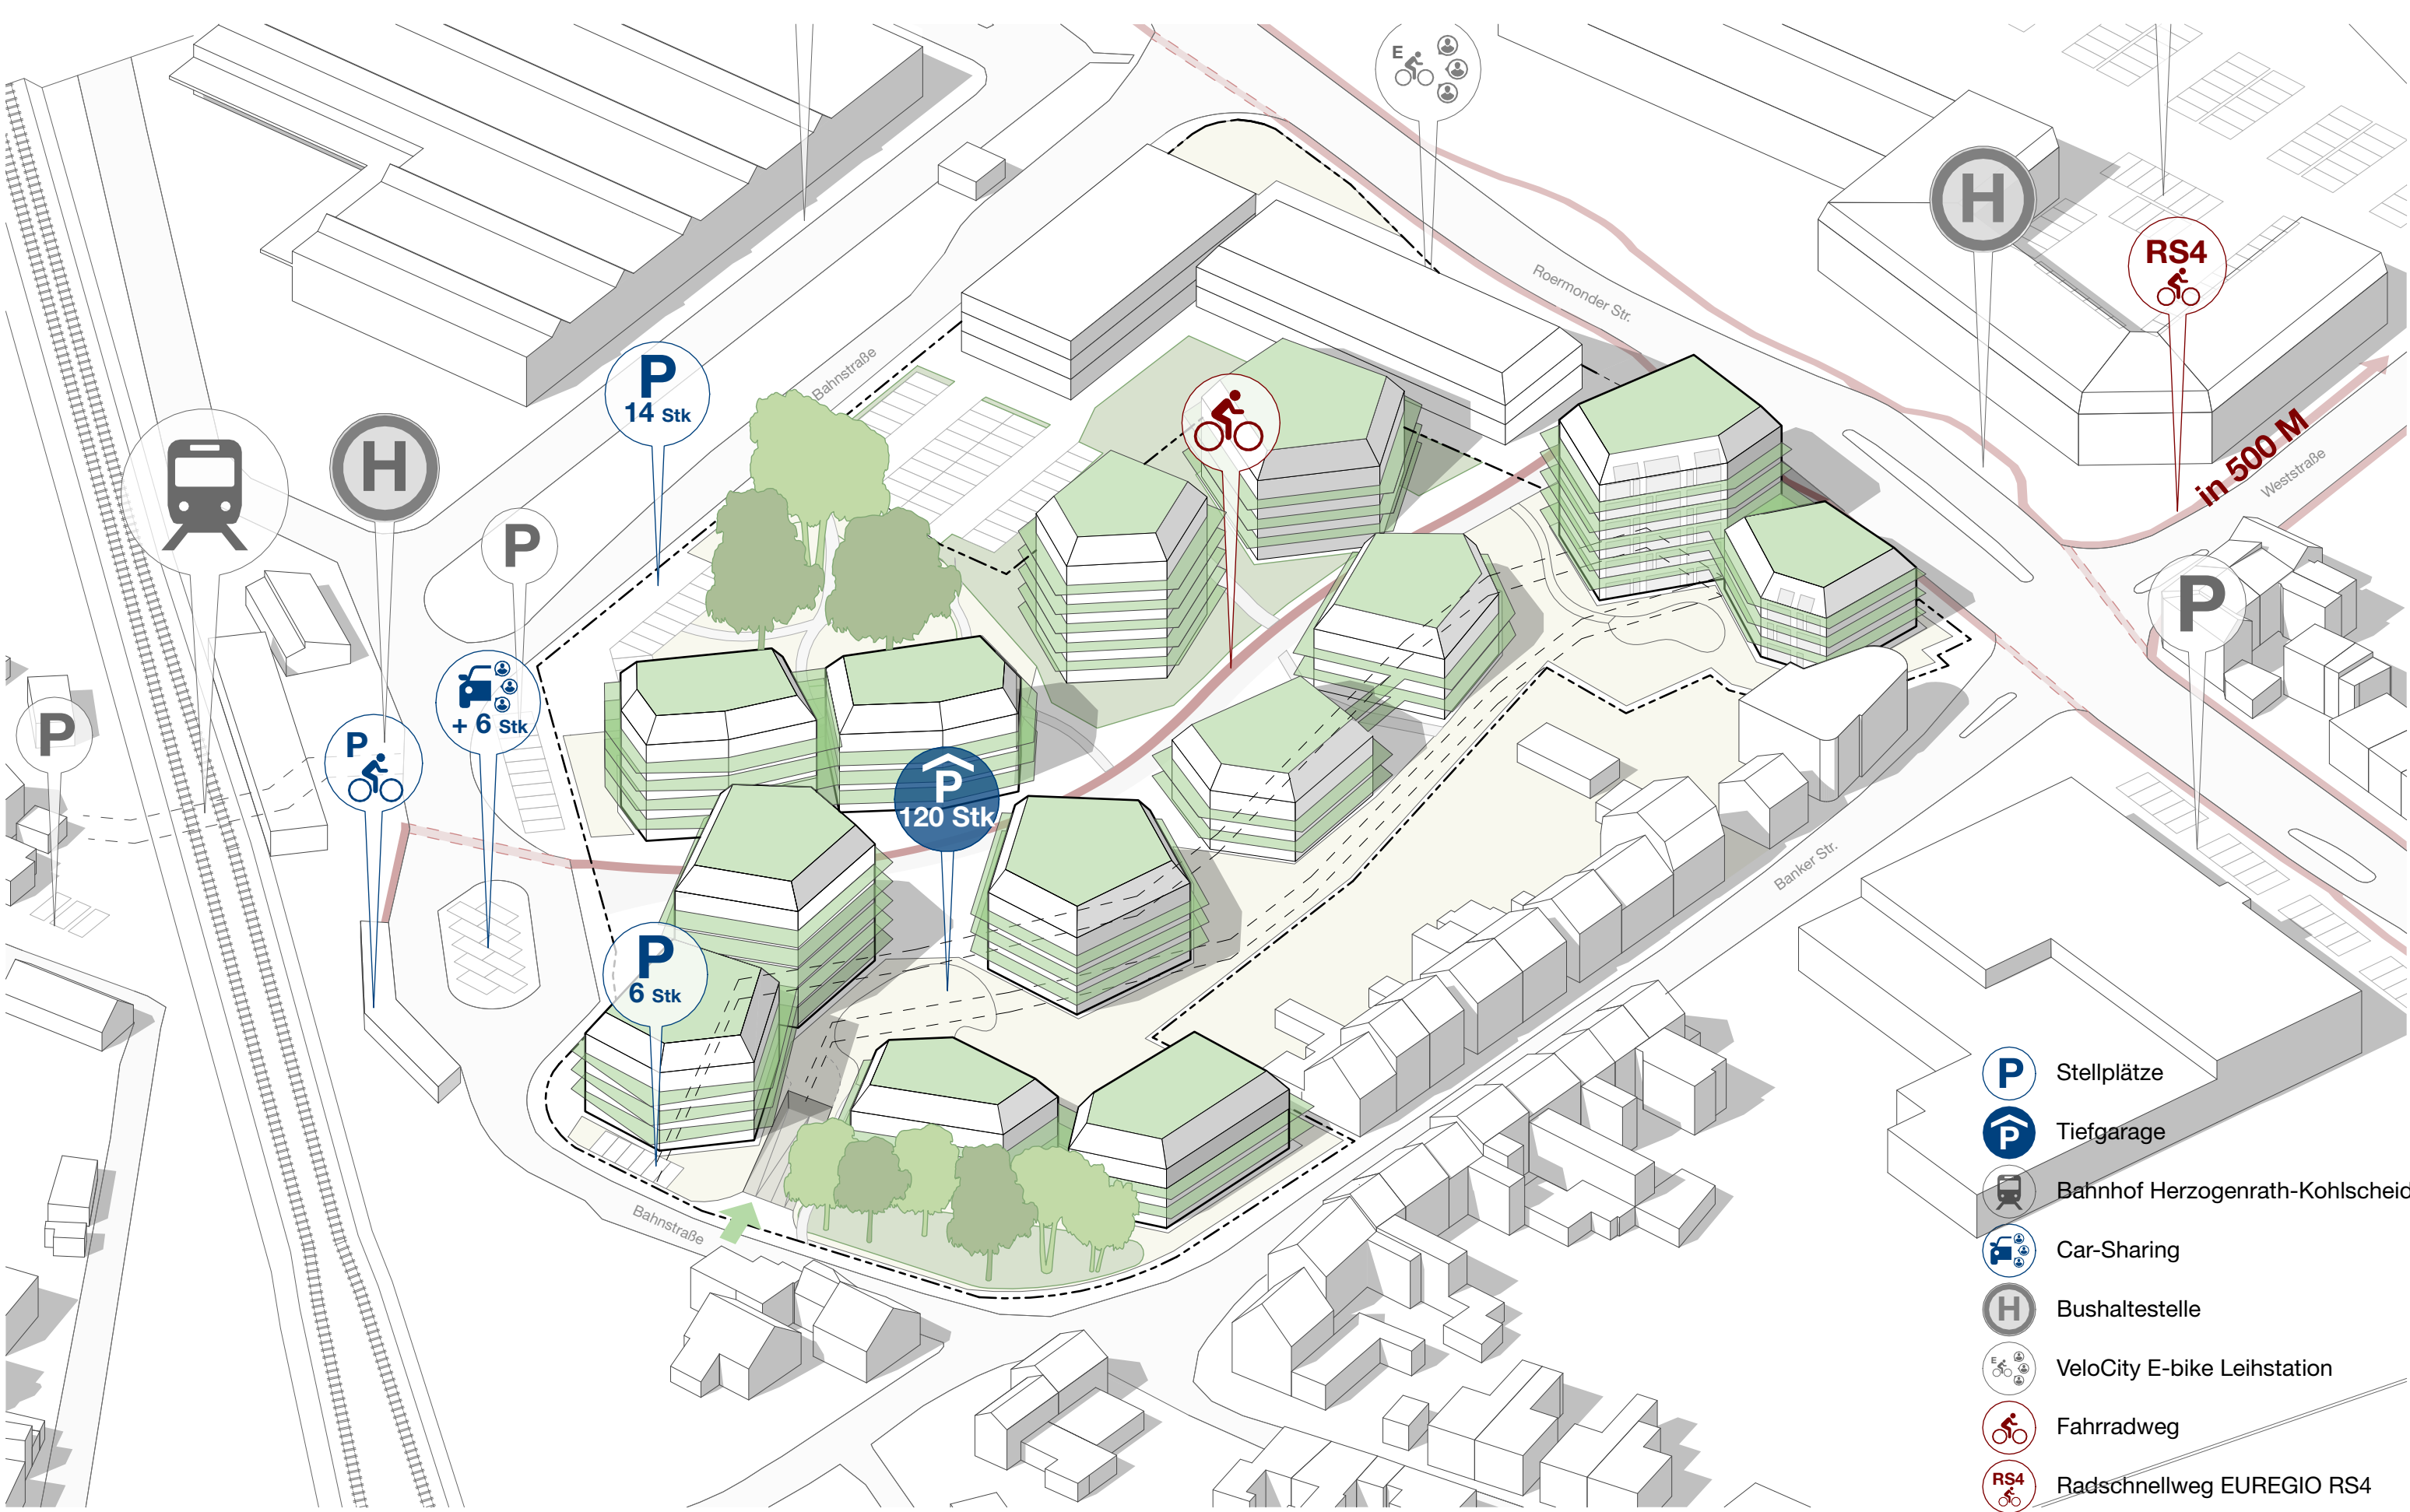 E
H
RS4
Roermonder Str.
in 500 M
Weststraße
Bahnstraße
P
14 Stk
H
P
P
+ 6 Stk
P
P
P
120 Stk
Banker Str.
P
6 Stk
Bahnstraße
P Stellplätze
P Tiefgarage
Bahnhof Herzogenrath-Kohlscheid
Car-Sharing
H Bushaltestelle
E VeloCity E-bike Leihstation
Fahrradweg
RS4 Radschnellweg EUREGIO RS4